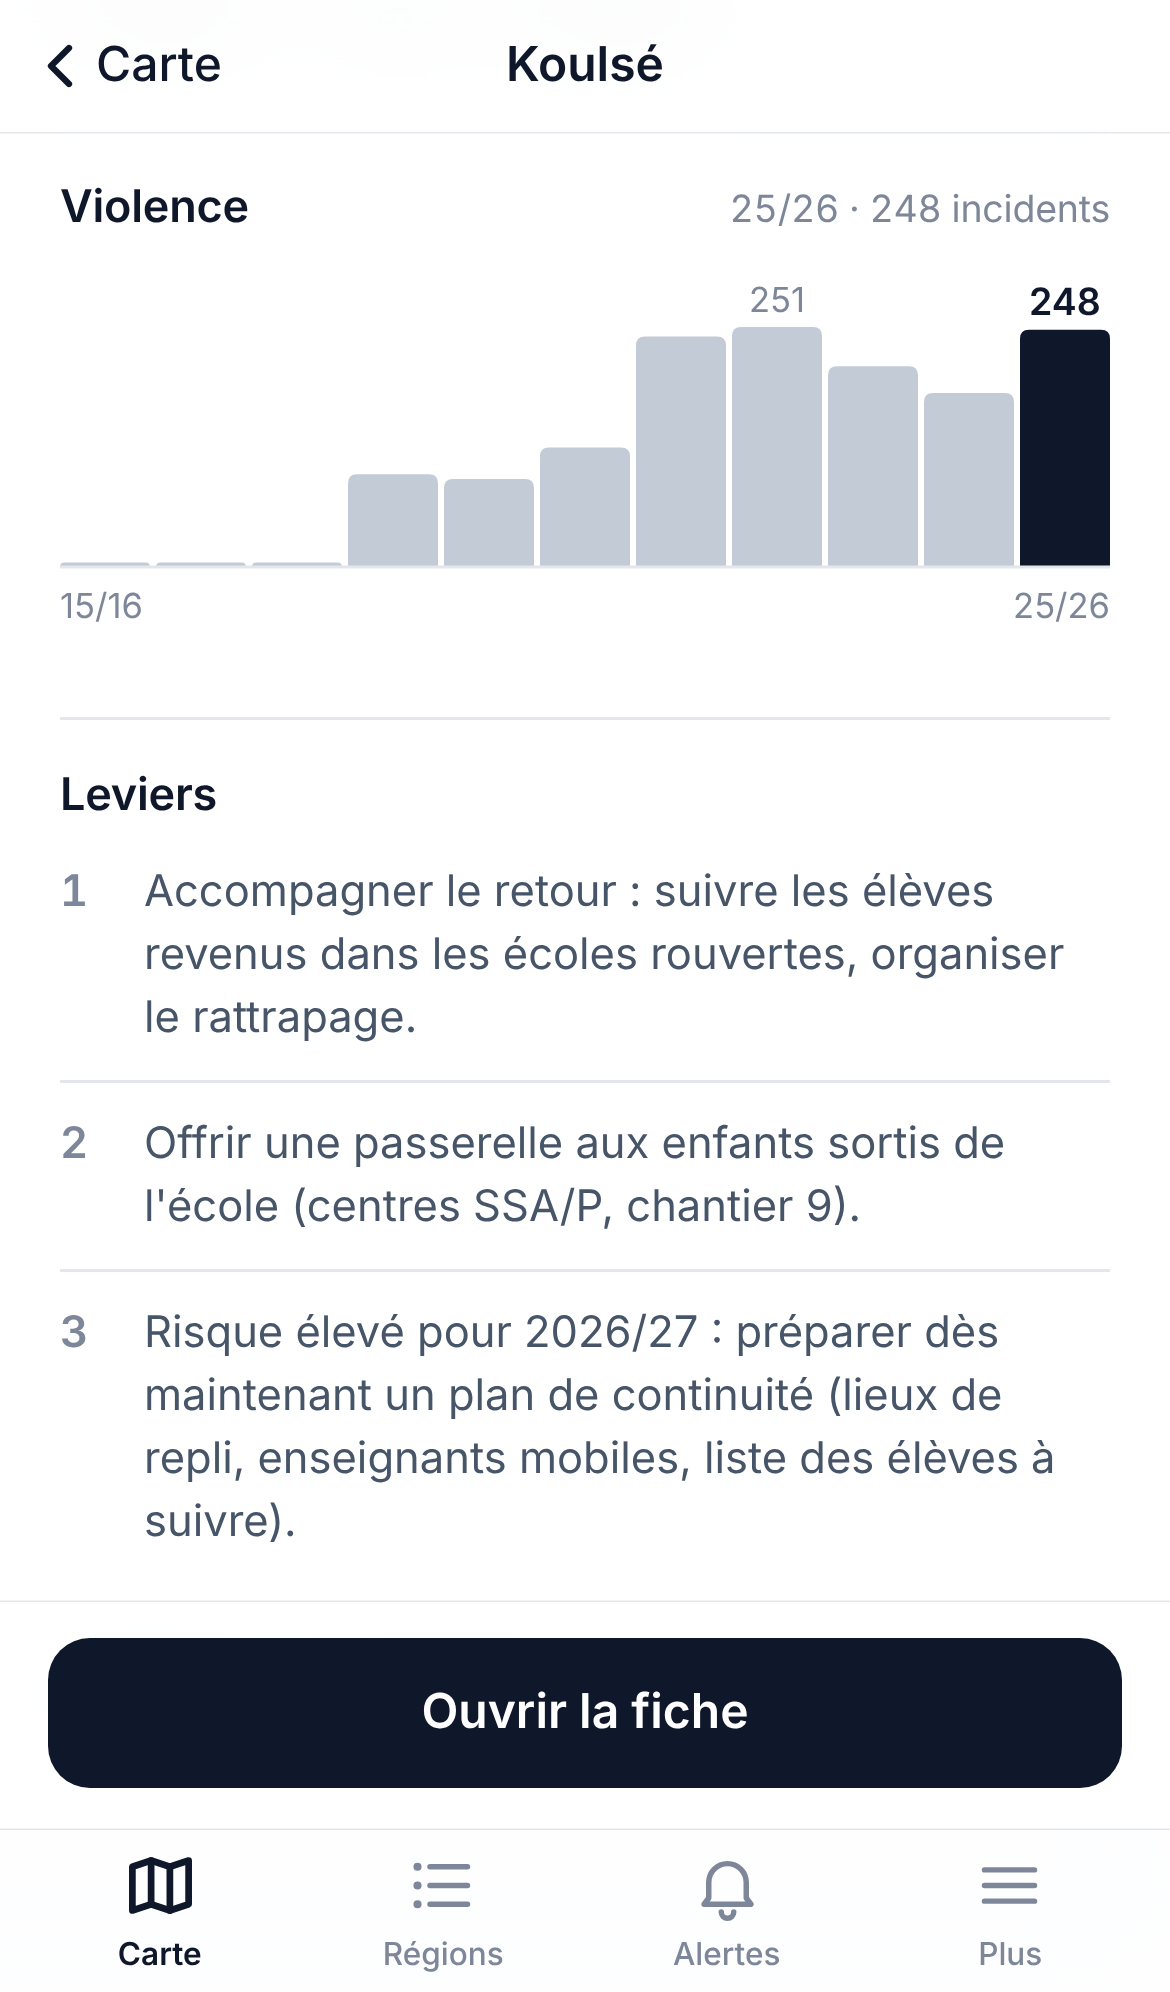 Carte
Koulsé
Violence
25/26 · 248 incidents
251
248
15/16
25/26
Leviers
1 Accompagner le retour : suivre les élèves
revenus dans les écoles rouvertes, organiser
le rattrapage.
2 Offrir une passerelle aux enfants sortis de
l'école (centres SSA/P, chantier 9).
3 Risque élevé pour 2026/27 : préparer dès
maintenant un plan de continuité (lieux de
repli, enseignants mobiles, liste des élèves à
suivre).
Ouvrir la fiche
Carte
Régions
Alertes
Plus